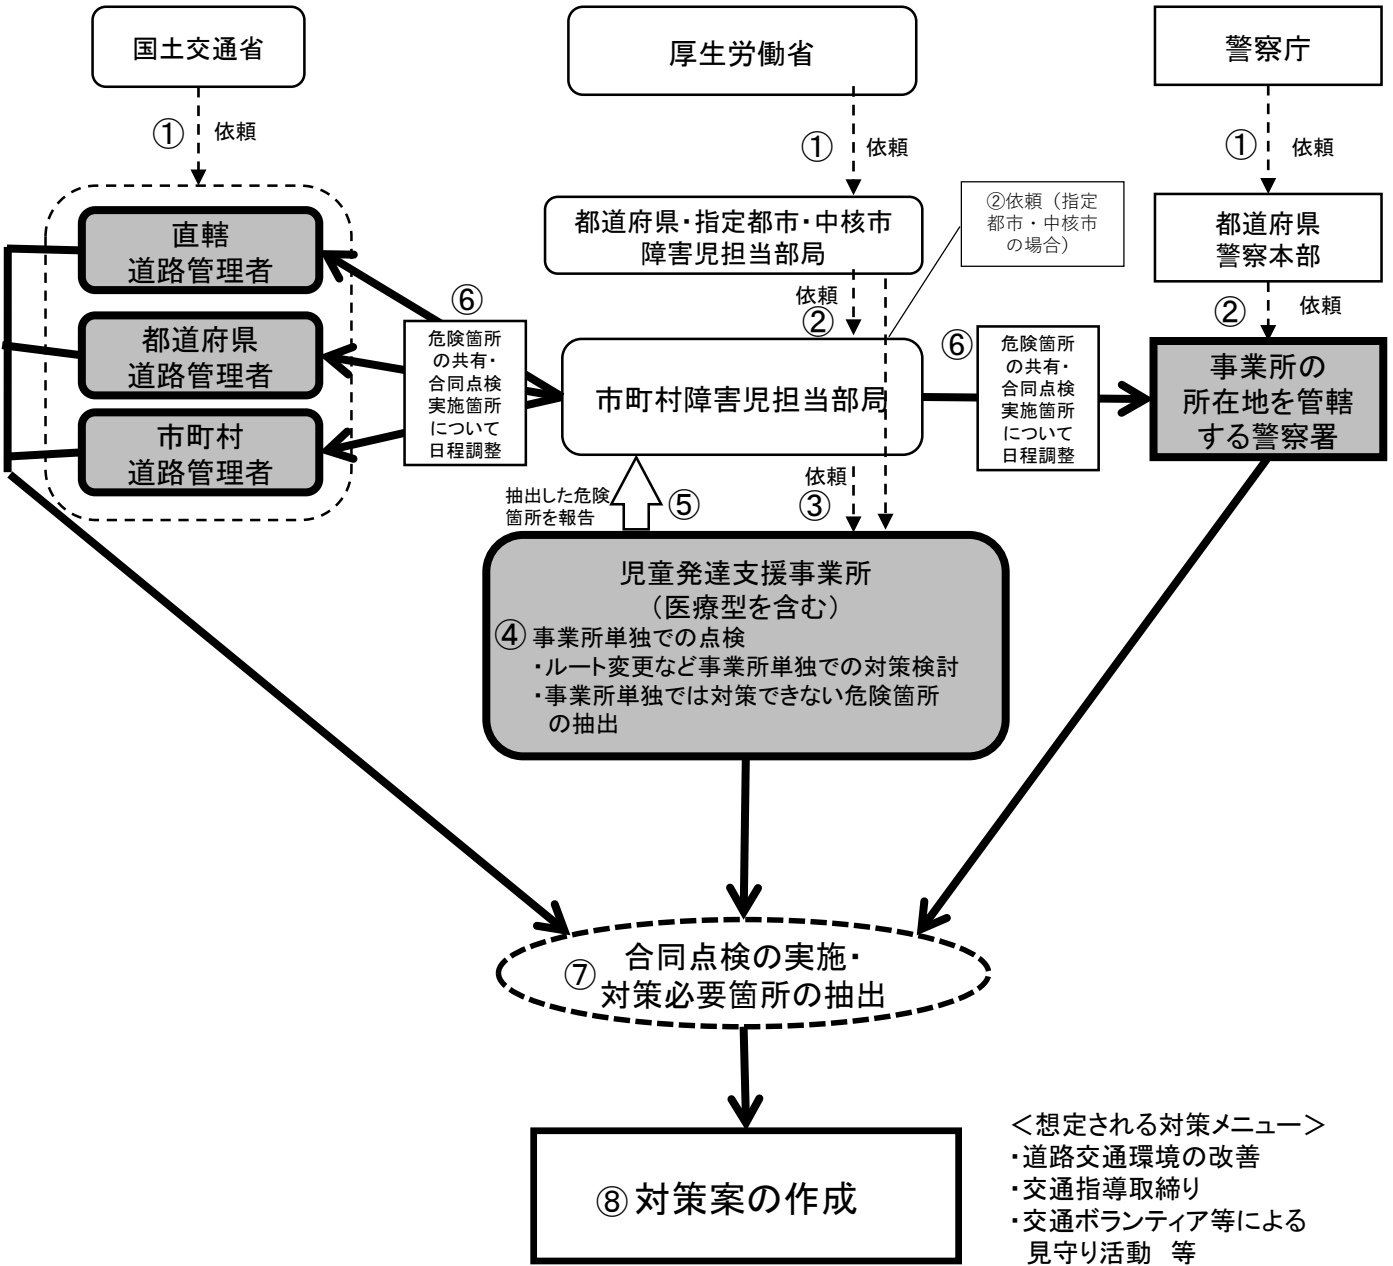 国土交通省
厚生労働省
警察庁
①
依頼
①
依頼
①
依頼
都道府県・指定都市・中核市
障害児担当部局
②依頼（指定
都市・中核市
の場合）
都道府県
警察本部
直轄
道路管理者
都道府県
道路管理者
市町村
道路管理者
⑥
危険箇所
の共有・
合同点検
実施箇所
について
日程調整
依頼
②
市町村障害児担当部局
⑥
危険箇所
の共有・
合同点検
実施箇所
について
日程調整
②
依頼
事業所の
所在地を管轄
する警察署
抽出した危険
箇所を報告
⑤
依頼
③
児童発達支援事業所
（医療型を含む）
④事業所単独での点検
・ルート変更など事業所単独での対策検討
・事業所単独では対策できない危険箇所
の抽出
⑦
合同点検の実施・
対策必要箇所の抽出
⑧対策案の作成
＜想定される対策メニュー＞
・道路交通環境の改善
・交通指導取締り
・交通ボランティア等による
見守り活動　等